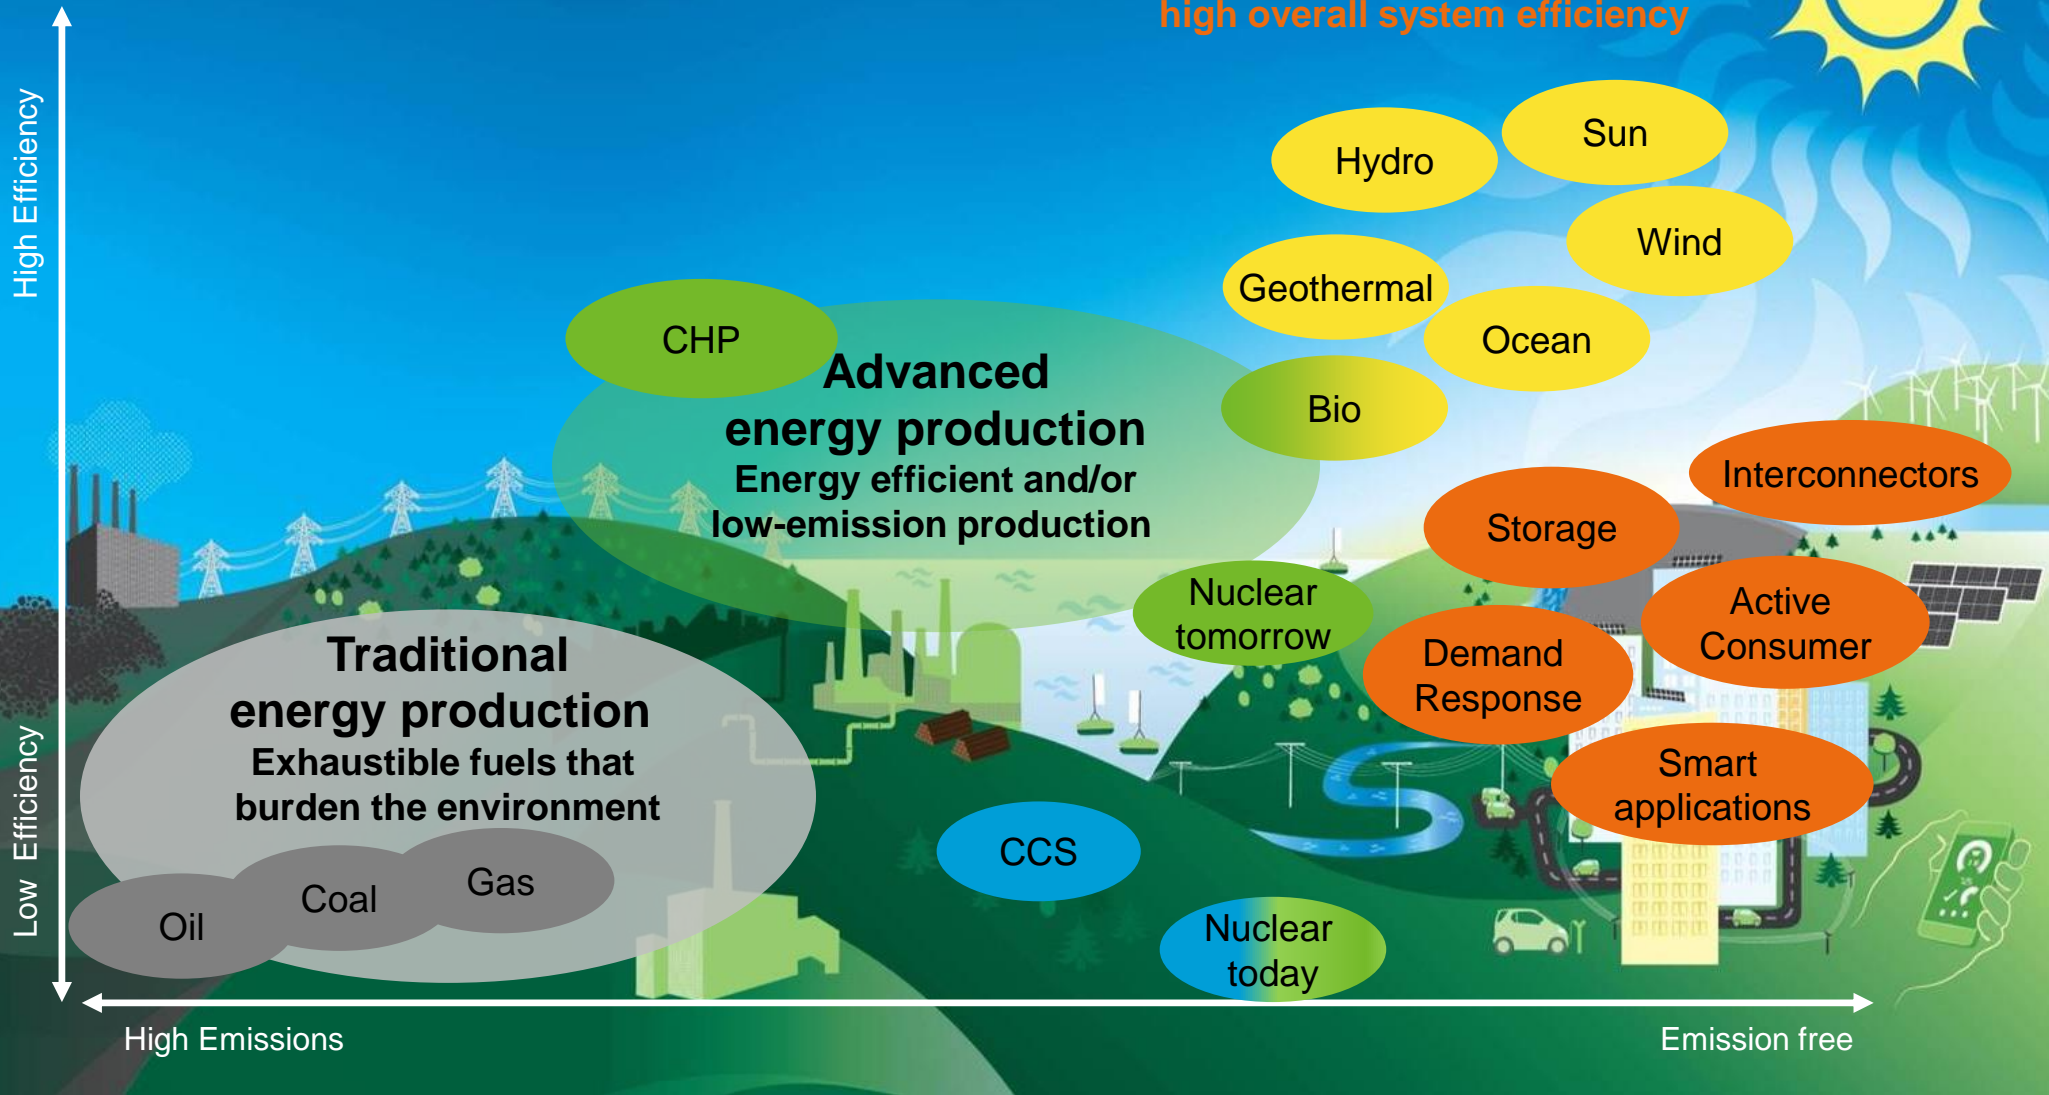 high overall system efficiency
High Efficiency
Low Efficiency
Hydro
Sun
Wind
Geothermal
Ocean
CHP
Bio
Advanced
energy production
Energy efficient and/or
low-emission production
Interconnectors
Storage
Nuclear
tomorrow
Active
Consumer
Demand
Response
Smart
applications
Traditional
energy production
Exhaustible fuels that
burden the environment
Oil
Coal
Gas
CCS
Nuclear
today
High Emissions
Emission free